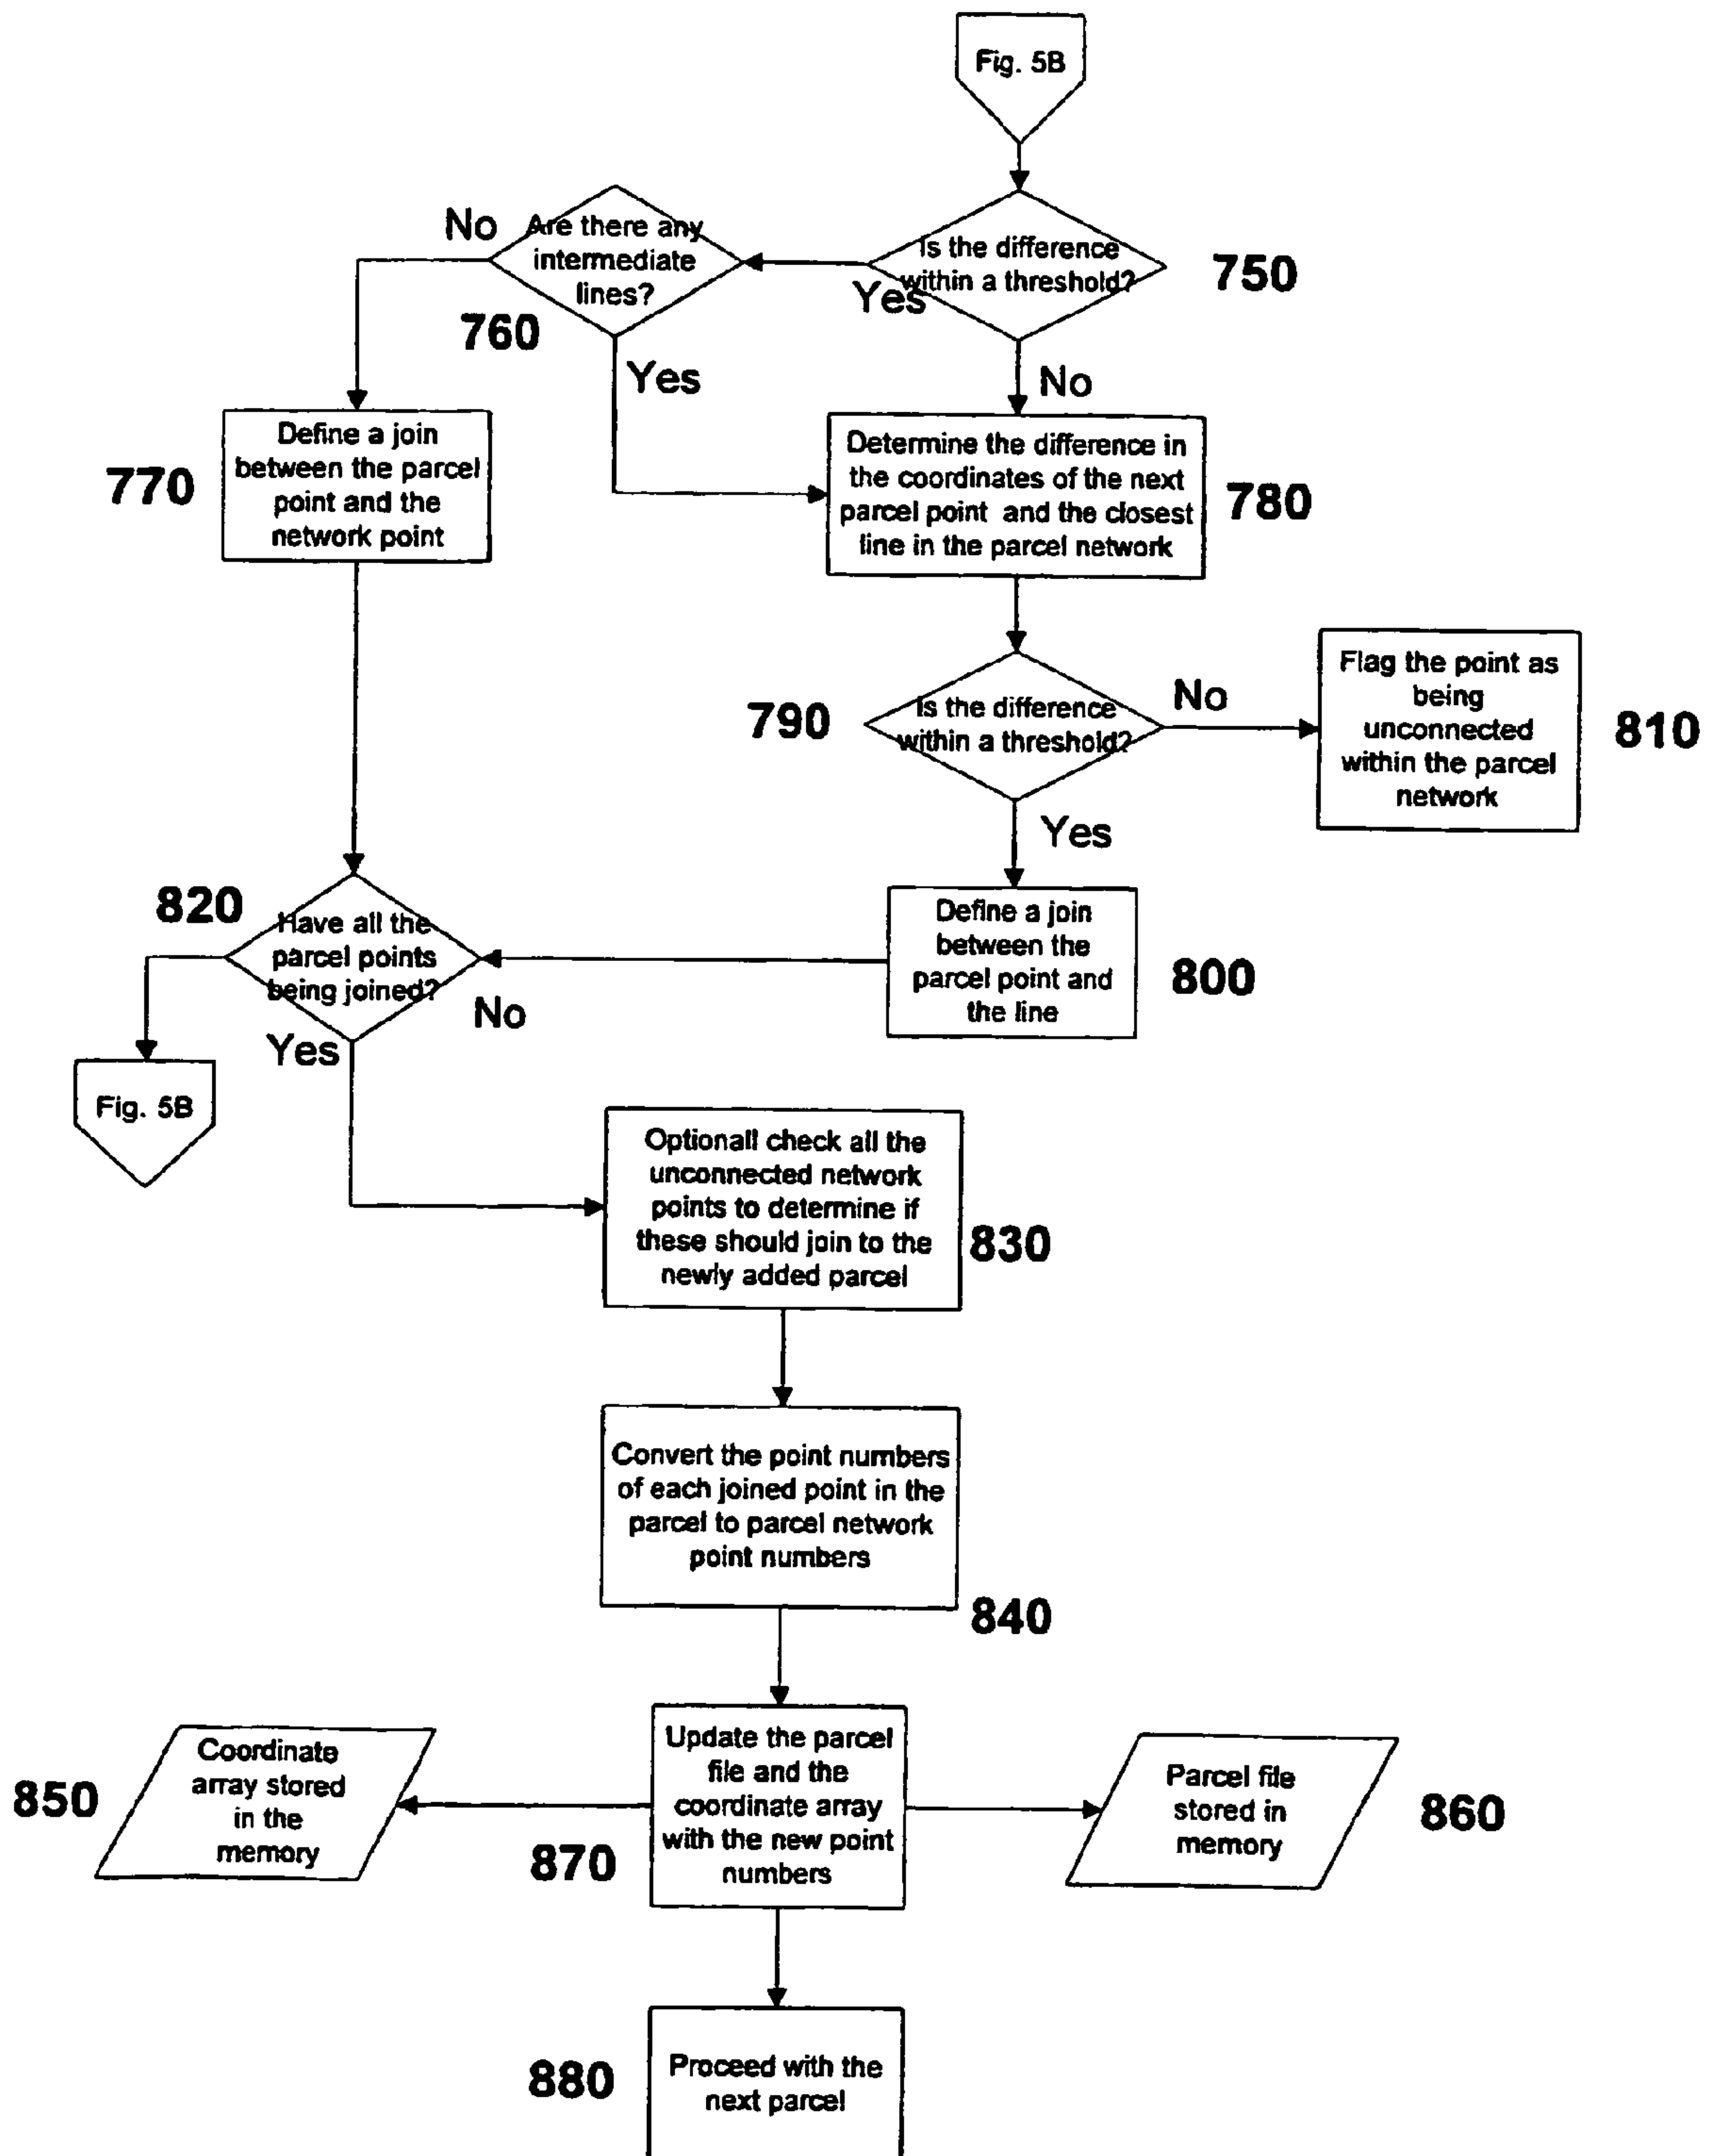 Fig. 5B
Is the difference
within a threshold?
750
Yes
No
Are there any
intermediate
lines?
760
No
Yes
Define a join
between the parcel
point and the
network point
770
Determine the difference in
the coordinates of the next
parcel point and the closest
line in the parcel network
780
Is the difference
within a threshold?
790
No
Yes
Flag the point as
being
unconnected
within the parcel
network
810
Define a join
between the
parcel point and
the line
800
820
Have all the
parcel points
being joined?
No
Yes
Fig. 5B
Optionall check all the
unconnected network
points to determine if
these should join to the
newly added parcel
830
Convert the point numbers
of each joined point in the
parcel to parcel network
point numbers
840
Coordinate
array stored
in the
memory
850
Update the parcel
file and the
coordinate array
with the new point
numbers
870
Parcel file
stored in
memory
860
Proceed with the
next parcel
880